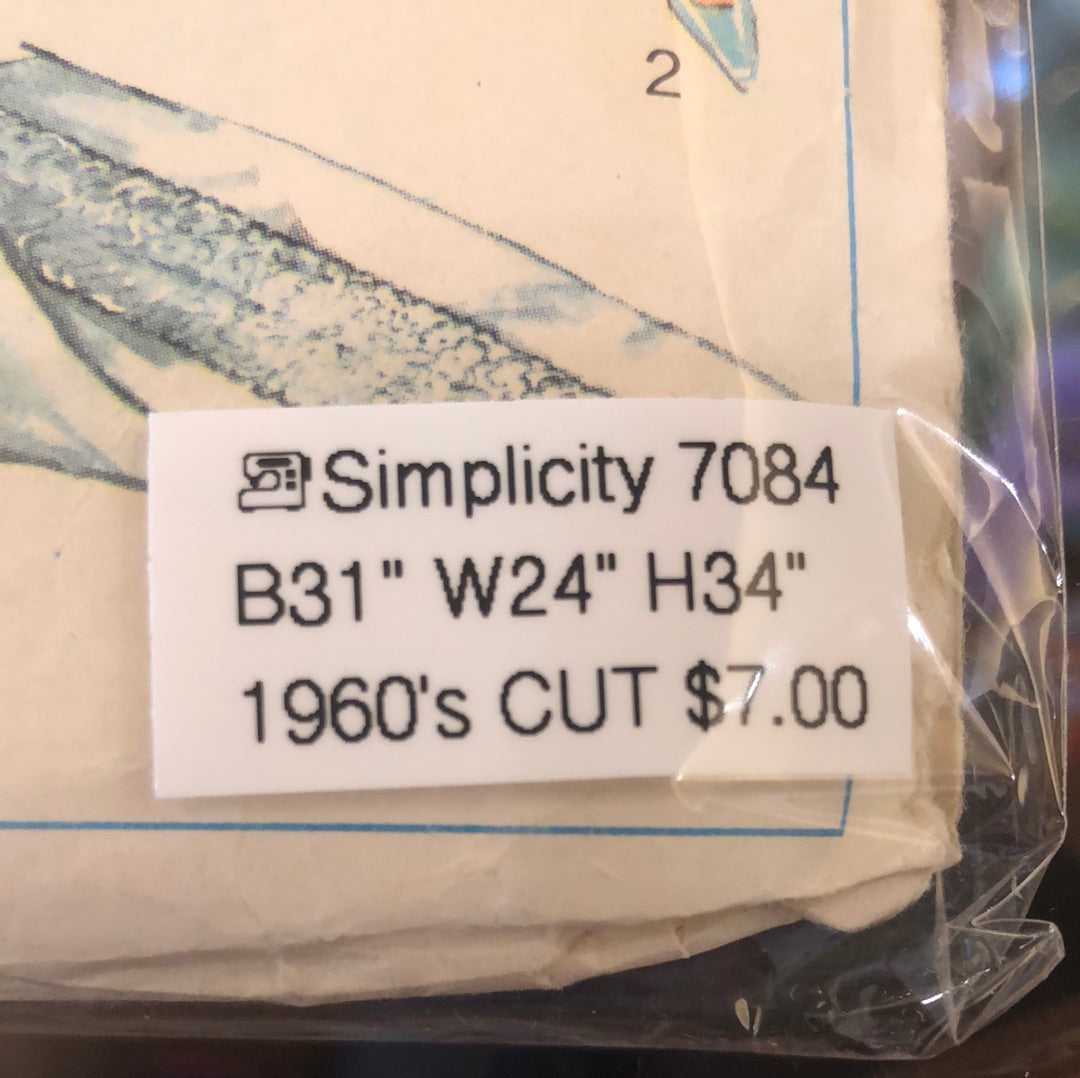 2
Simplicity 7084
B31" W24" H34"
1960's CUT $7.00